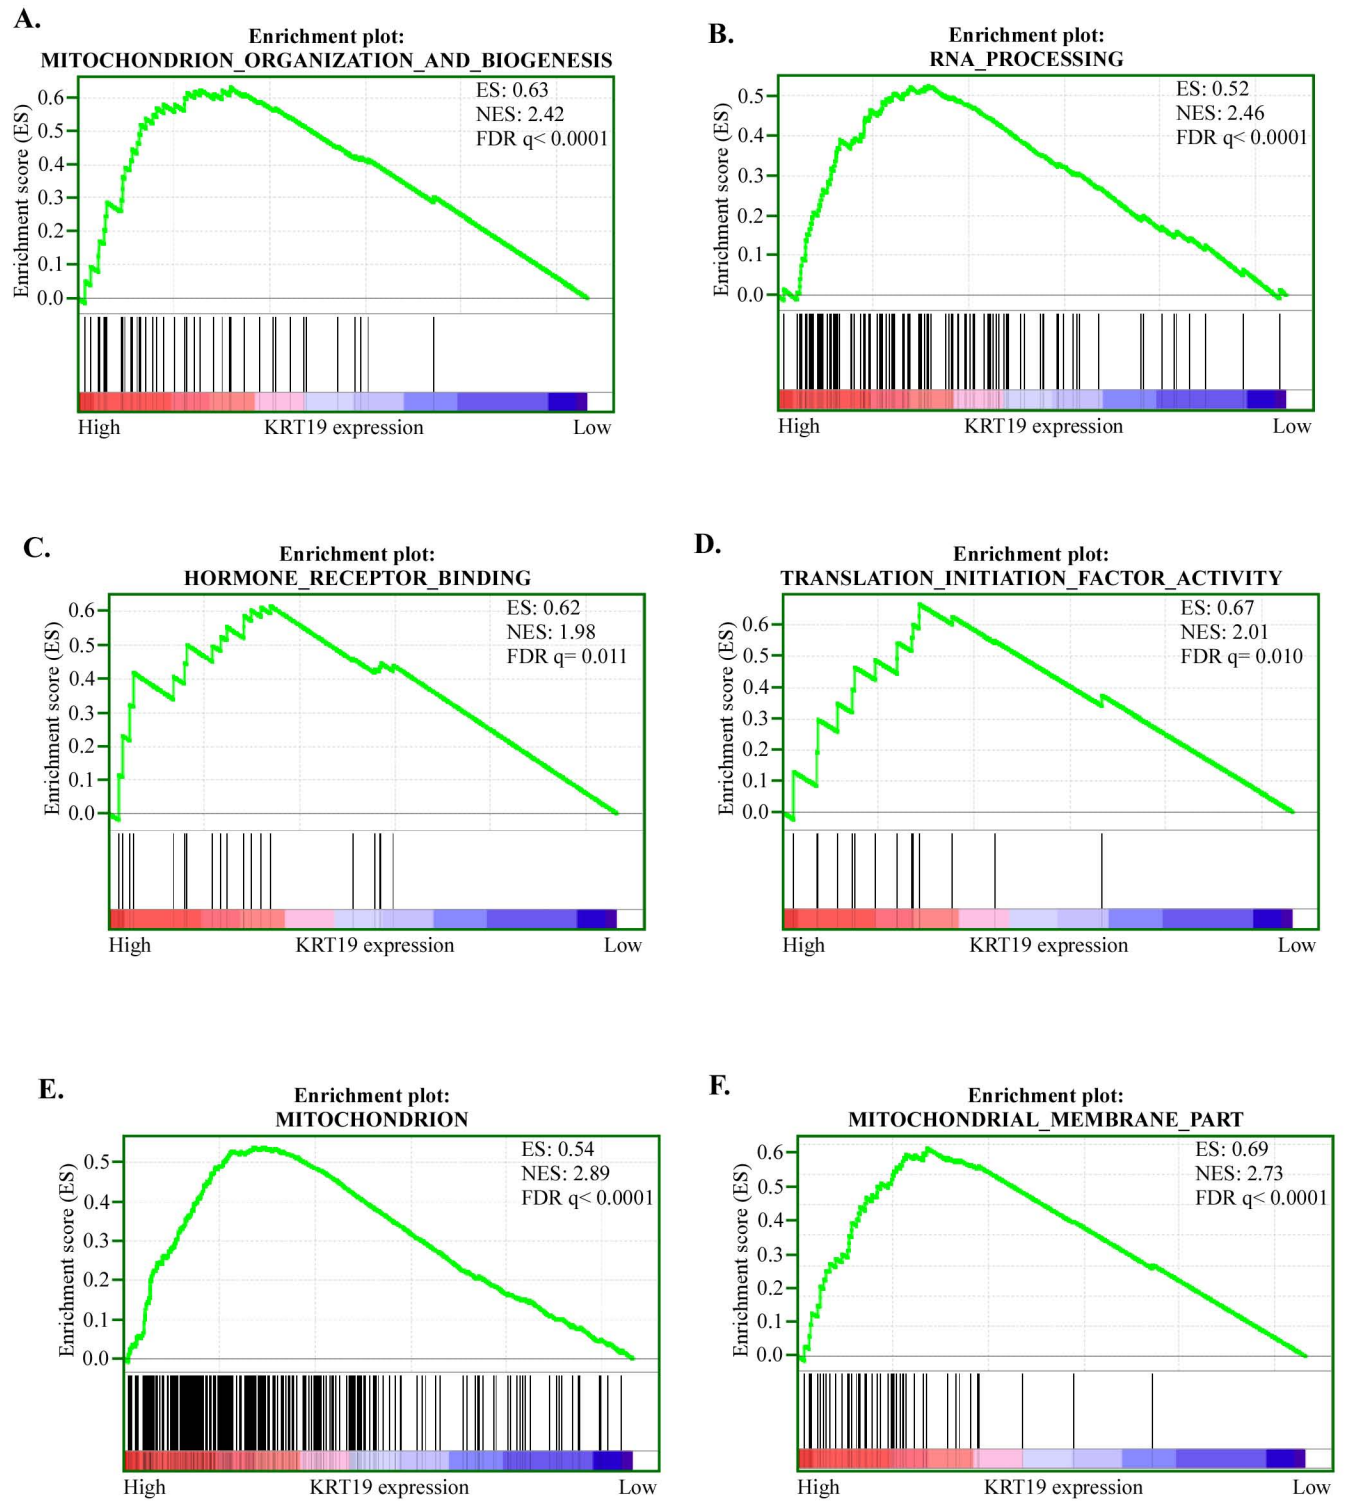 A.
Enrichment plot:
MITOCHONDRION_ORGANIZATION_AND_BIOGENESIS
ES: 0.63
NES: 2.42
FDR q< 0.0001
Enrichment score (ES)
0.6
0.5
0.4
0.3
0.2
0.1
0.0
High KRT19 expression Low
B.
Enrichment plot:
RNA_PROCESSING
ES: 0.52
NES: 2.46
FDR q< 0.0001
Enrichment score (ES)
0.5
0.4
0.3
0.2
0.1
0.0
High KRT19 expression Low
C.
Enrichment plot:
HORMONE_RECEPTOR_BINDING
ES: 0.62
NES: 1.98
FDR q= 0.011
Enrichment score (ES)
0.6
0.5
0.4
0.3
0.2
0.1
0.0
High KRT19 expression Low
D.
Enrichment plot:
TRANSLATION_INITIATION_FACTOR_ACTIVITY
ES: 0.67
NES: 2.01
FDR q= 0.010
Enrichment score (ES)
0.6
0.5
0.4
0.3
0.2
0.1
0.0
High KRT19 expression Low
E.
Enrichment plot:
MITOCHONDRION
ES: 0.54
NES: 2.89
FDR q< 0.0001
Enrichment score (ES)
0.5
0.4
0.3
0.2
0.1
0.0
High KRT19 expression Low
F.
Enrichment plot:
MITOCHONDRIAL_MEMBRANE_PART
ES: 0.69
NES: 2.73
FDR q< 0.0001
Enrichment score (ES)
0.6
0.5
0.4
0.3
0.2
0.1
0.0
High KRT19 expression Low